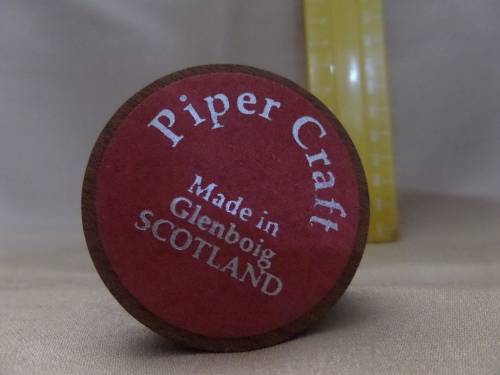 Piper Craft
Made in
Glenboig
SCOTLAND